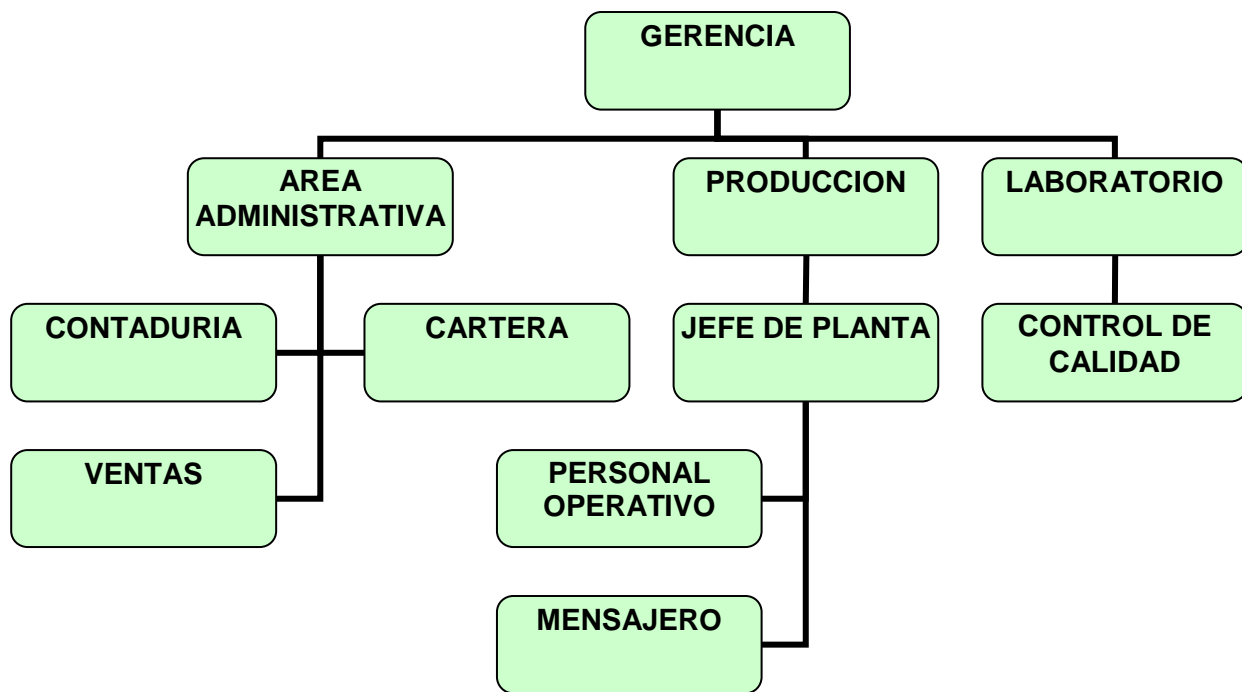 GERENCIA
AREA
ADMINISTRATIVA
PRODUCCION
LABORATORIO
CONTADURIA
CARTERA
JEFE DE PLANTA
CONTROL DE
CALIDAD
VENTAS
PERSONAL
OPERATIVO
MENSAJERO